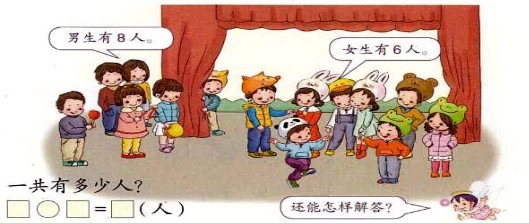 男生有8人。
女生有6人。
一共有多少人?
□○□=□(人)
还能怎样解答?